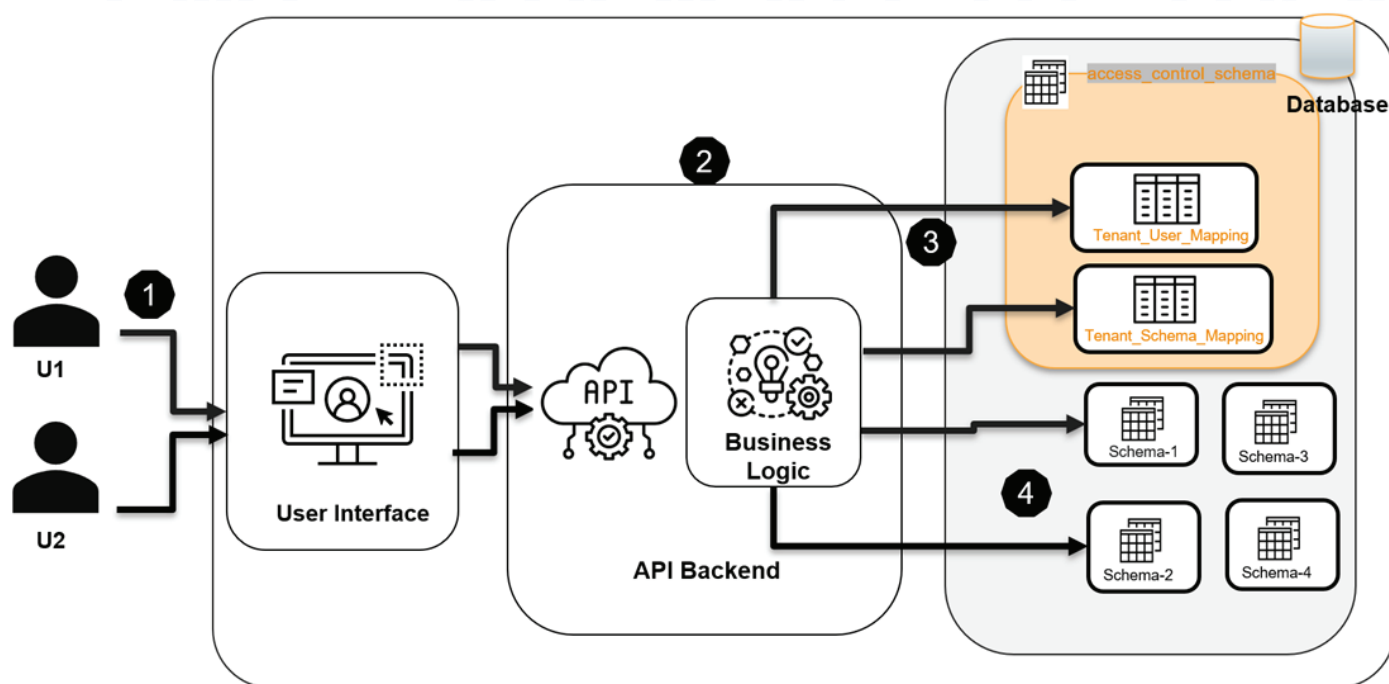 access_control_schema
Database
2
Tenant_User_Mapping
3
1
Tenant_Schema_Mapping
U1
API
Business
Logic
Schema-1
Schema-3
4
User Interface
U2
API Backend
Schema-2
Schema-4